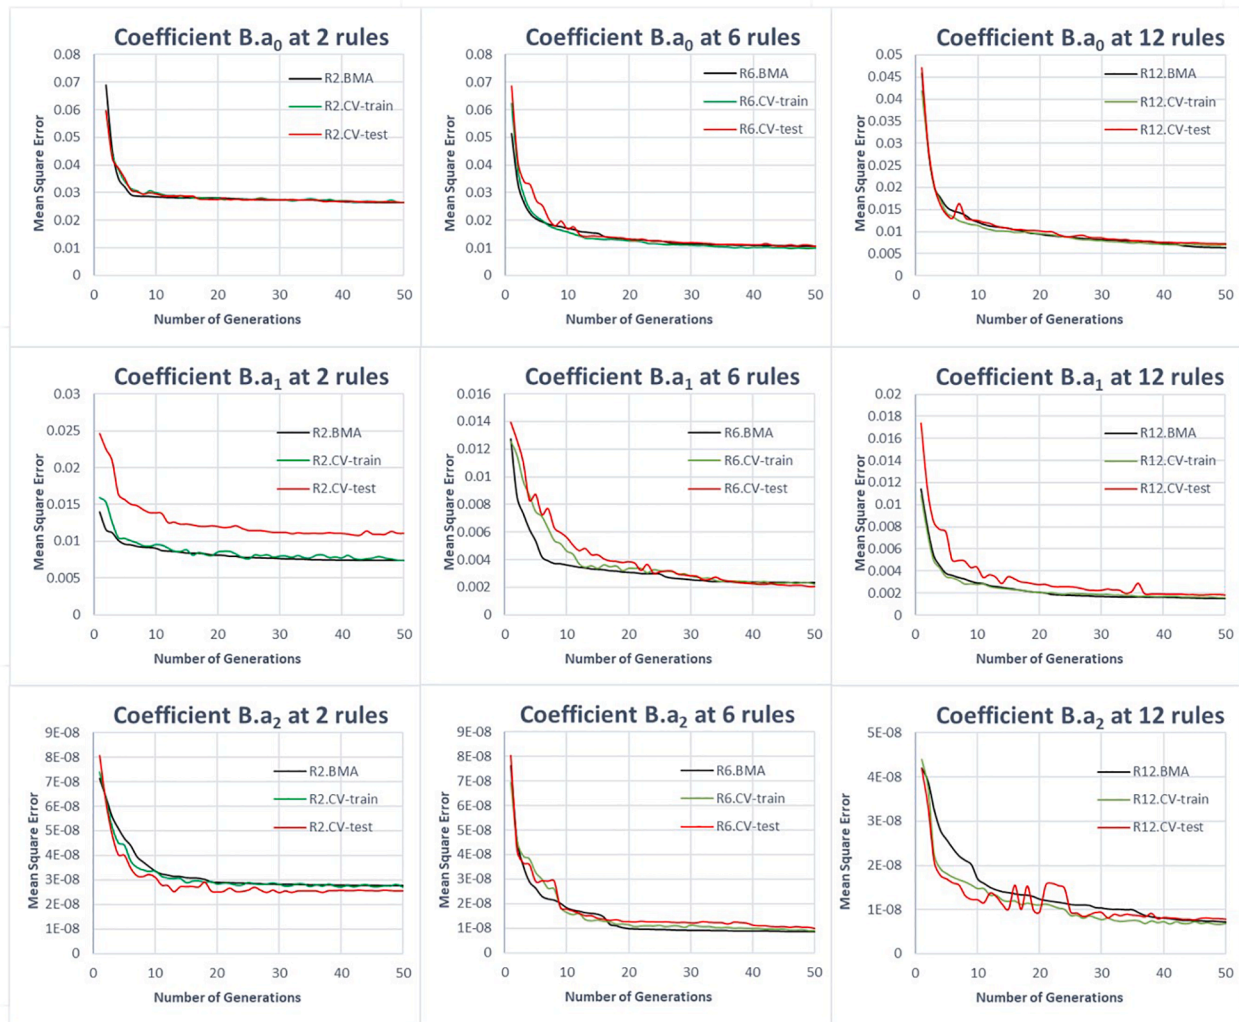 Coefficient B.a₀ at 2 rules
0.08
0.07
0.06
0.05
0.04
0.03
0.02
0.01
0
Mean Square Error
R2.BMA
R2.CV-train
R2.CV-test
0 10 20 30 40 50
Number of Generations
Coefficient B.a₀ at 6 rules
0.08
0.07
0.06
0.05
0.04
0.03
0.02
0.01
0
Mean Square Error
R6.BMA
R6.CV-train
R6.CV-test
0 10 20 30 40 50
Number of Generations
Coefficient B.a₀ at 12 rules
0.05
0.045
0.04
0.035
0.03
0.025
0.02
0.015
0.01
0.005
0
Mean Square Error
R12.BMA
R12.CV-train
R12.CV-test
0 10 20 30 40 50
Number of Generations
Coefficient B.a₁ at 2 rules
0.03
0.025
0.02
0.015
0.01
0.005
0
Mean Square Error
R2.BMA
R2.CV-train
R2.CV-test
0 10 20 30 40 50
Number of Generations
Coefficient B.a₁ at 6 rules
0.016
0.014
0.012
0.01
0.008
0.006
0.004
0.002
0
Mean Square Error
R6.BMA
R6.CV-train
R6.CV-test
0 10 20 30 40 50
Number of Generations
Coefficient B.a₁ at 12 rules
0.02
0.018
0.016
0.014
0.012
0.01
0.008
0.006
0.004
0.002
0
Mean Square Error
R12.BMA
R12.CV-train
R12.CV-test
0 10 20 30 40 50
Number of Generations
Coefficient B.a₂ at 2 rules
9E-08
8E-08
7E-08
6E-08
5E-08
4E-08
3E-08
2E-08
1E-08
0
Mean Square Error
R2.BMA
R2.CV-train
R2.CV-test
0 10 20 30 40 50
Number of Generations
Coefficient B.a₂ at 6 rules
9E-08
8E-08
7E-08
6E-08
5E-08
4E-08
3E-08
2E-08
1E-08
0
Mean Square Error
R6.BMA
R6.CV-train
R6.CV-test
0 10 20 30 40 50
Number of Generations
Coefficient B.a₂ at 12 rules
5E-08
4E-08
3E-08
2E-08
1E-08
0
Mean Square Error
R12.BMA
R12.CV-train
R12.CV-test
0 10 20 30 40 50
Number of Generations